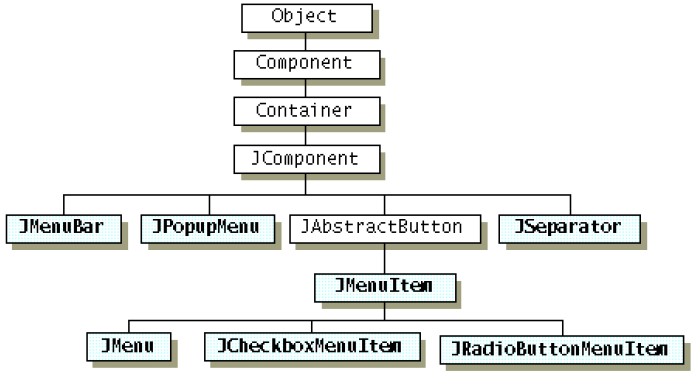 Object
Component
Container
JComponent
JMenuBar
JPopupMenu
JAbstractButton
JSeparator
JMenuItem
JMenu
JCheckboxMenuItem
JRadioButtonMenuItem